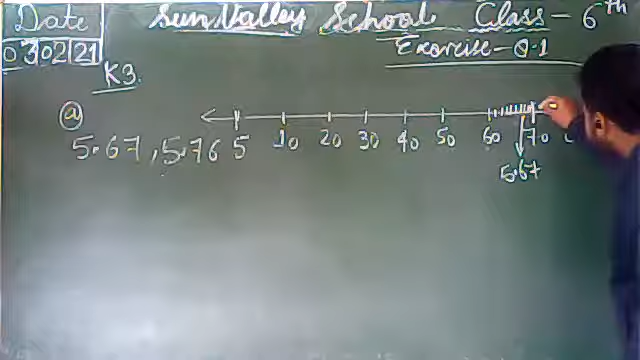 Date Sun Valley School Class - 6th
03 02 21 Exercise - 8.1
K3.
(a)
5.67, 5.76 5 10 20 30 40 50 60 70
5.67